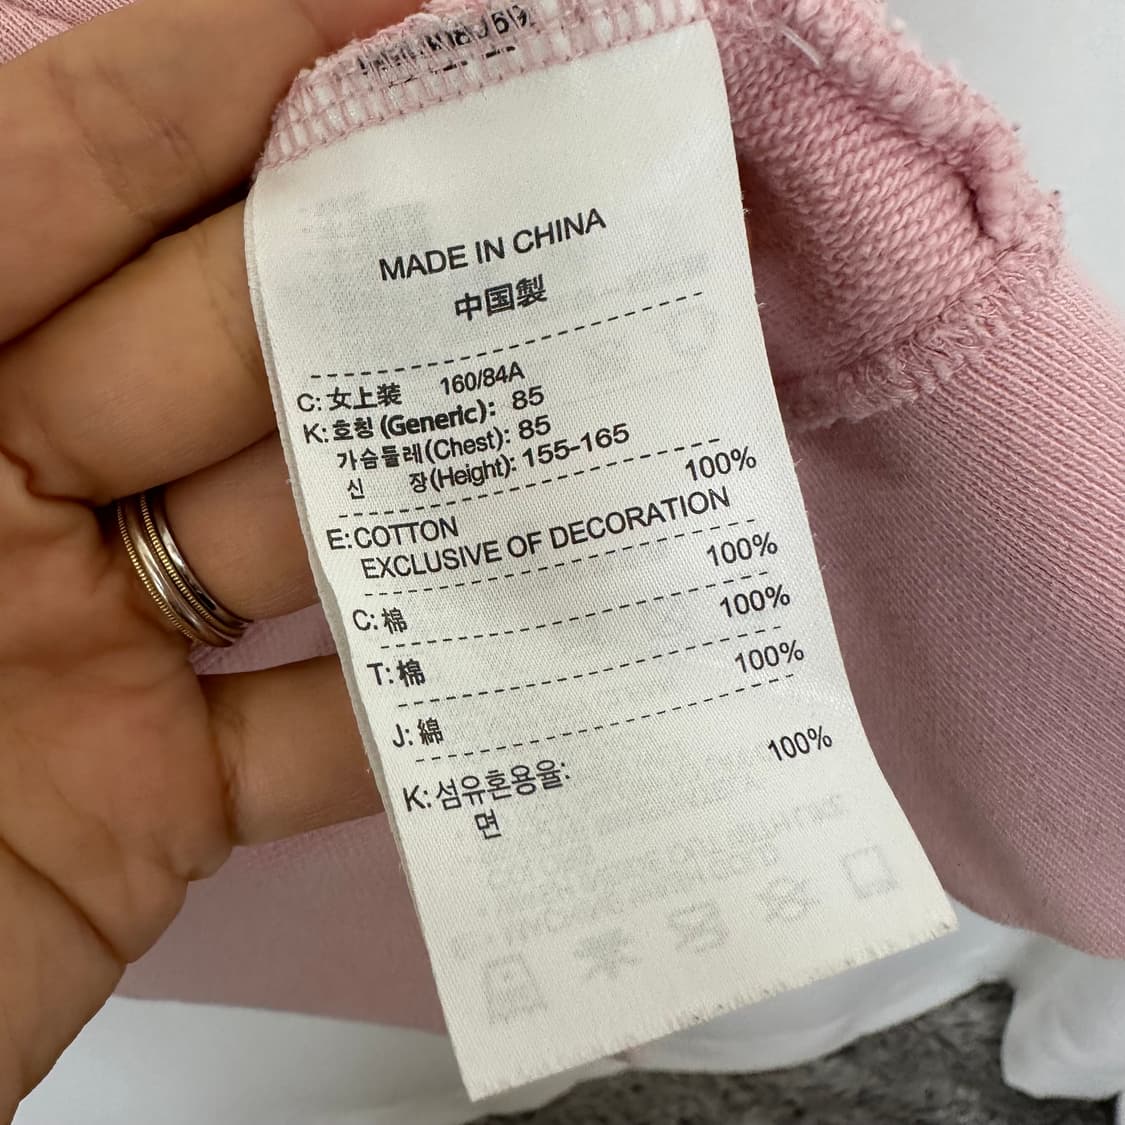 MADE IN CHINA
中国製
C: 女上装 160/84A
K: 호칭 (Generic): 85
가슴둘레(Chest): 85
신 장(Height): 155-165
E: COTTON 100%
EXCLUSIVE OF DECORATION
C: 棉 100%
T: 棉 100%
J: 綿 100%
K: 섬유혼용율:
면 100%